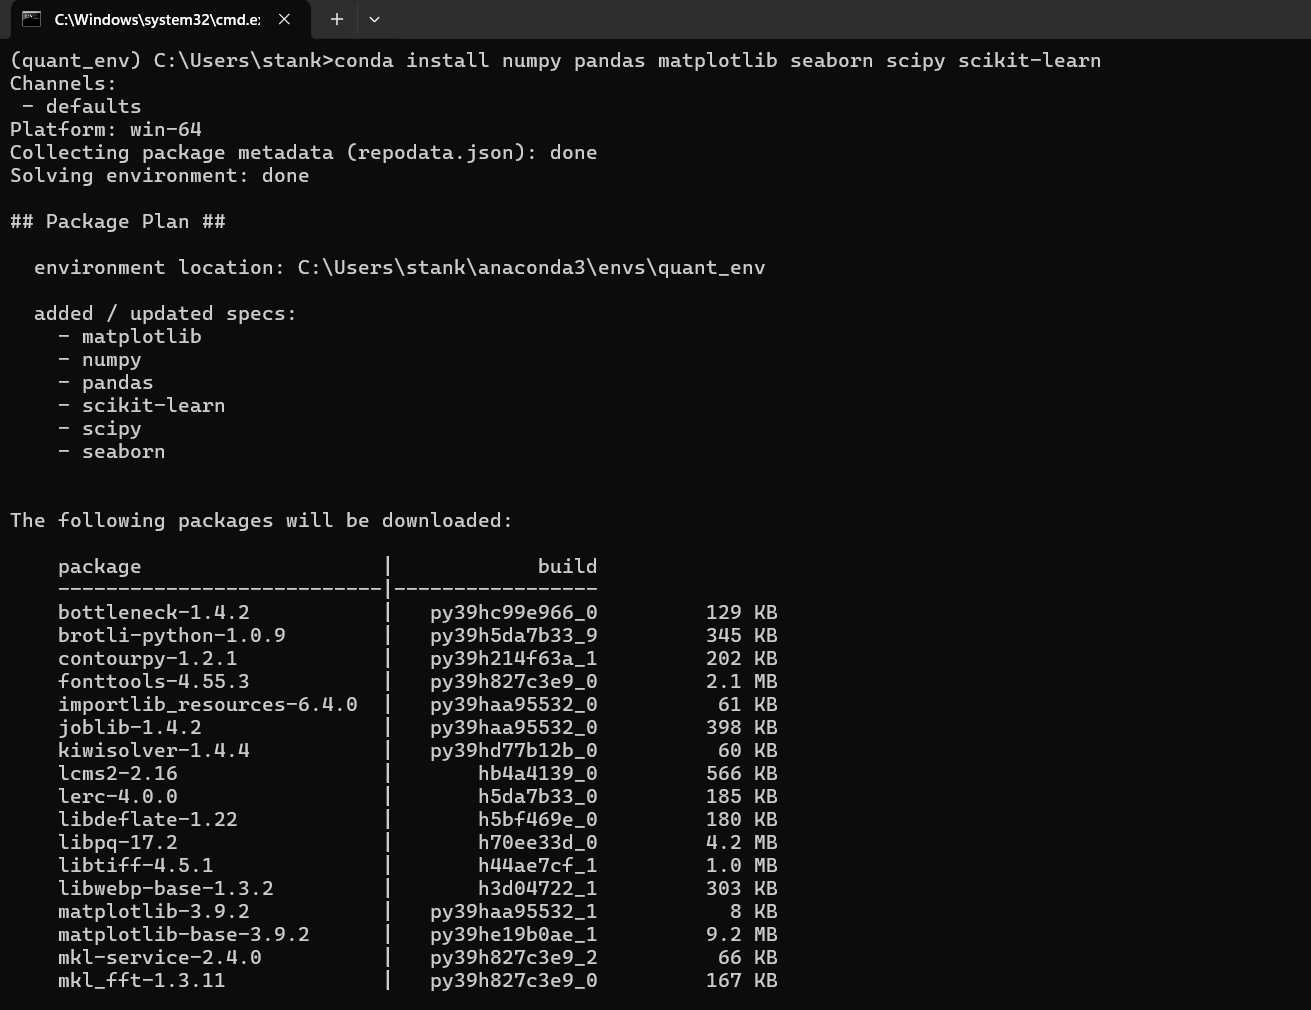 C:\Windows\system32\cmd.e:
(quant_env) C:\Users\stank>conda install numpy pandas matplotlib seaborn scipy scikit-learn
Channels:
 - defaults
Platform: win-64
Collecting package metadata (repodata.json): done
Solving environment: done

## Package Plan ##

  environment location: C:\Users\stank\anaconda3\envs\quant_env

  added / updated specs:
    - matplotlib
    - numpy
    - pandas
    - scikit-learn
    - scipy
    - seaborn


The following packages will be downloaded:

    package                    |            build
    ---------------------------|-----------------
    bottleneck-1.4.2           |   py39hc99e966_0         129 KB
    brotli-python-1.0.9        |   py39h5da7b33_9         345 KB
    contourpy-1.2.1            |   py39h214f63a_1         202 KB
    fonttools-4.55.3           |   py39h827c3e9_0         2.1 MB
    importlib_resources-6.4.0  |   py39haa95532_0          61 KB
    joblib-1.4.2               |   py39haa95532_0         398 KB
    kiwisolver-1.4.4           |   py39hd77b12b_0          60 KB
    lcms2-2.16                 |       hb4a4139_0         566 KB
    lerc-4.0.0                 |       h5da7b33_0         185 KB
    libdeflate-1.22            |       h5bf469e_0         180 KB
    libpq-17.2                 |       h70ee33d_0         4.2 MB
    libtiff-4.5.1              |       h44ae7cf_1         1.0 MB
    libwebp-base-1.3.2         |       h3d04722_1         303 KB
    matplotlib-3.9.2           |   py39haa95532_1           8 KB
    matplotlib-base-3.9.2      |   py39he19b0ae_1         9.2 MB
    mkl-service-2.4.0          |   py39h827c3e9_2          66 KB
    mkl_fft-1.3.11             |   py39h827c3e9_0         167 KB